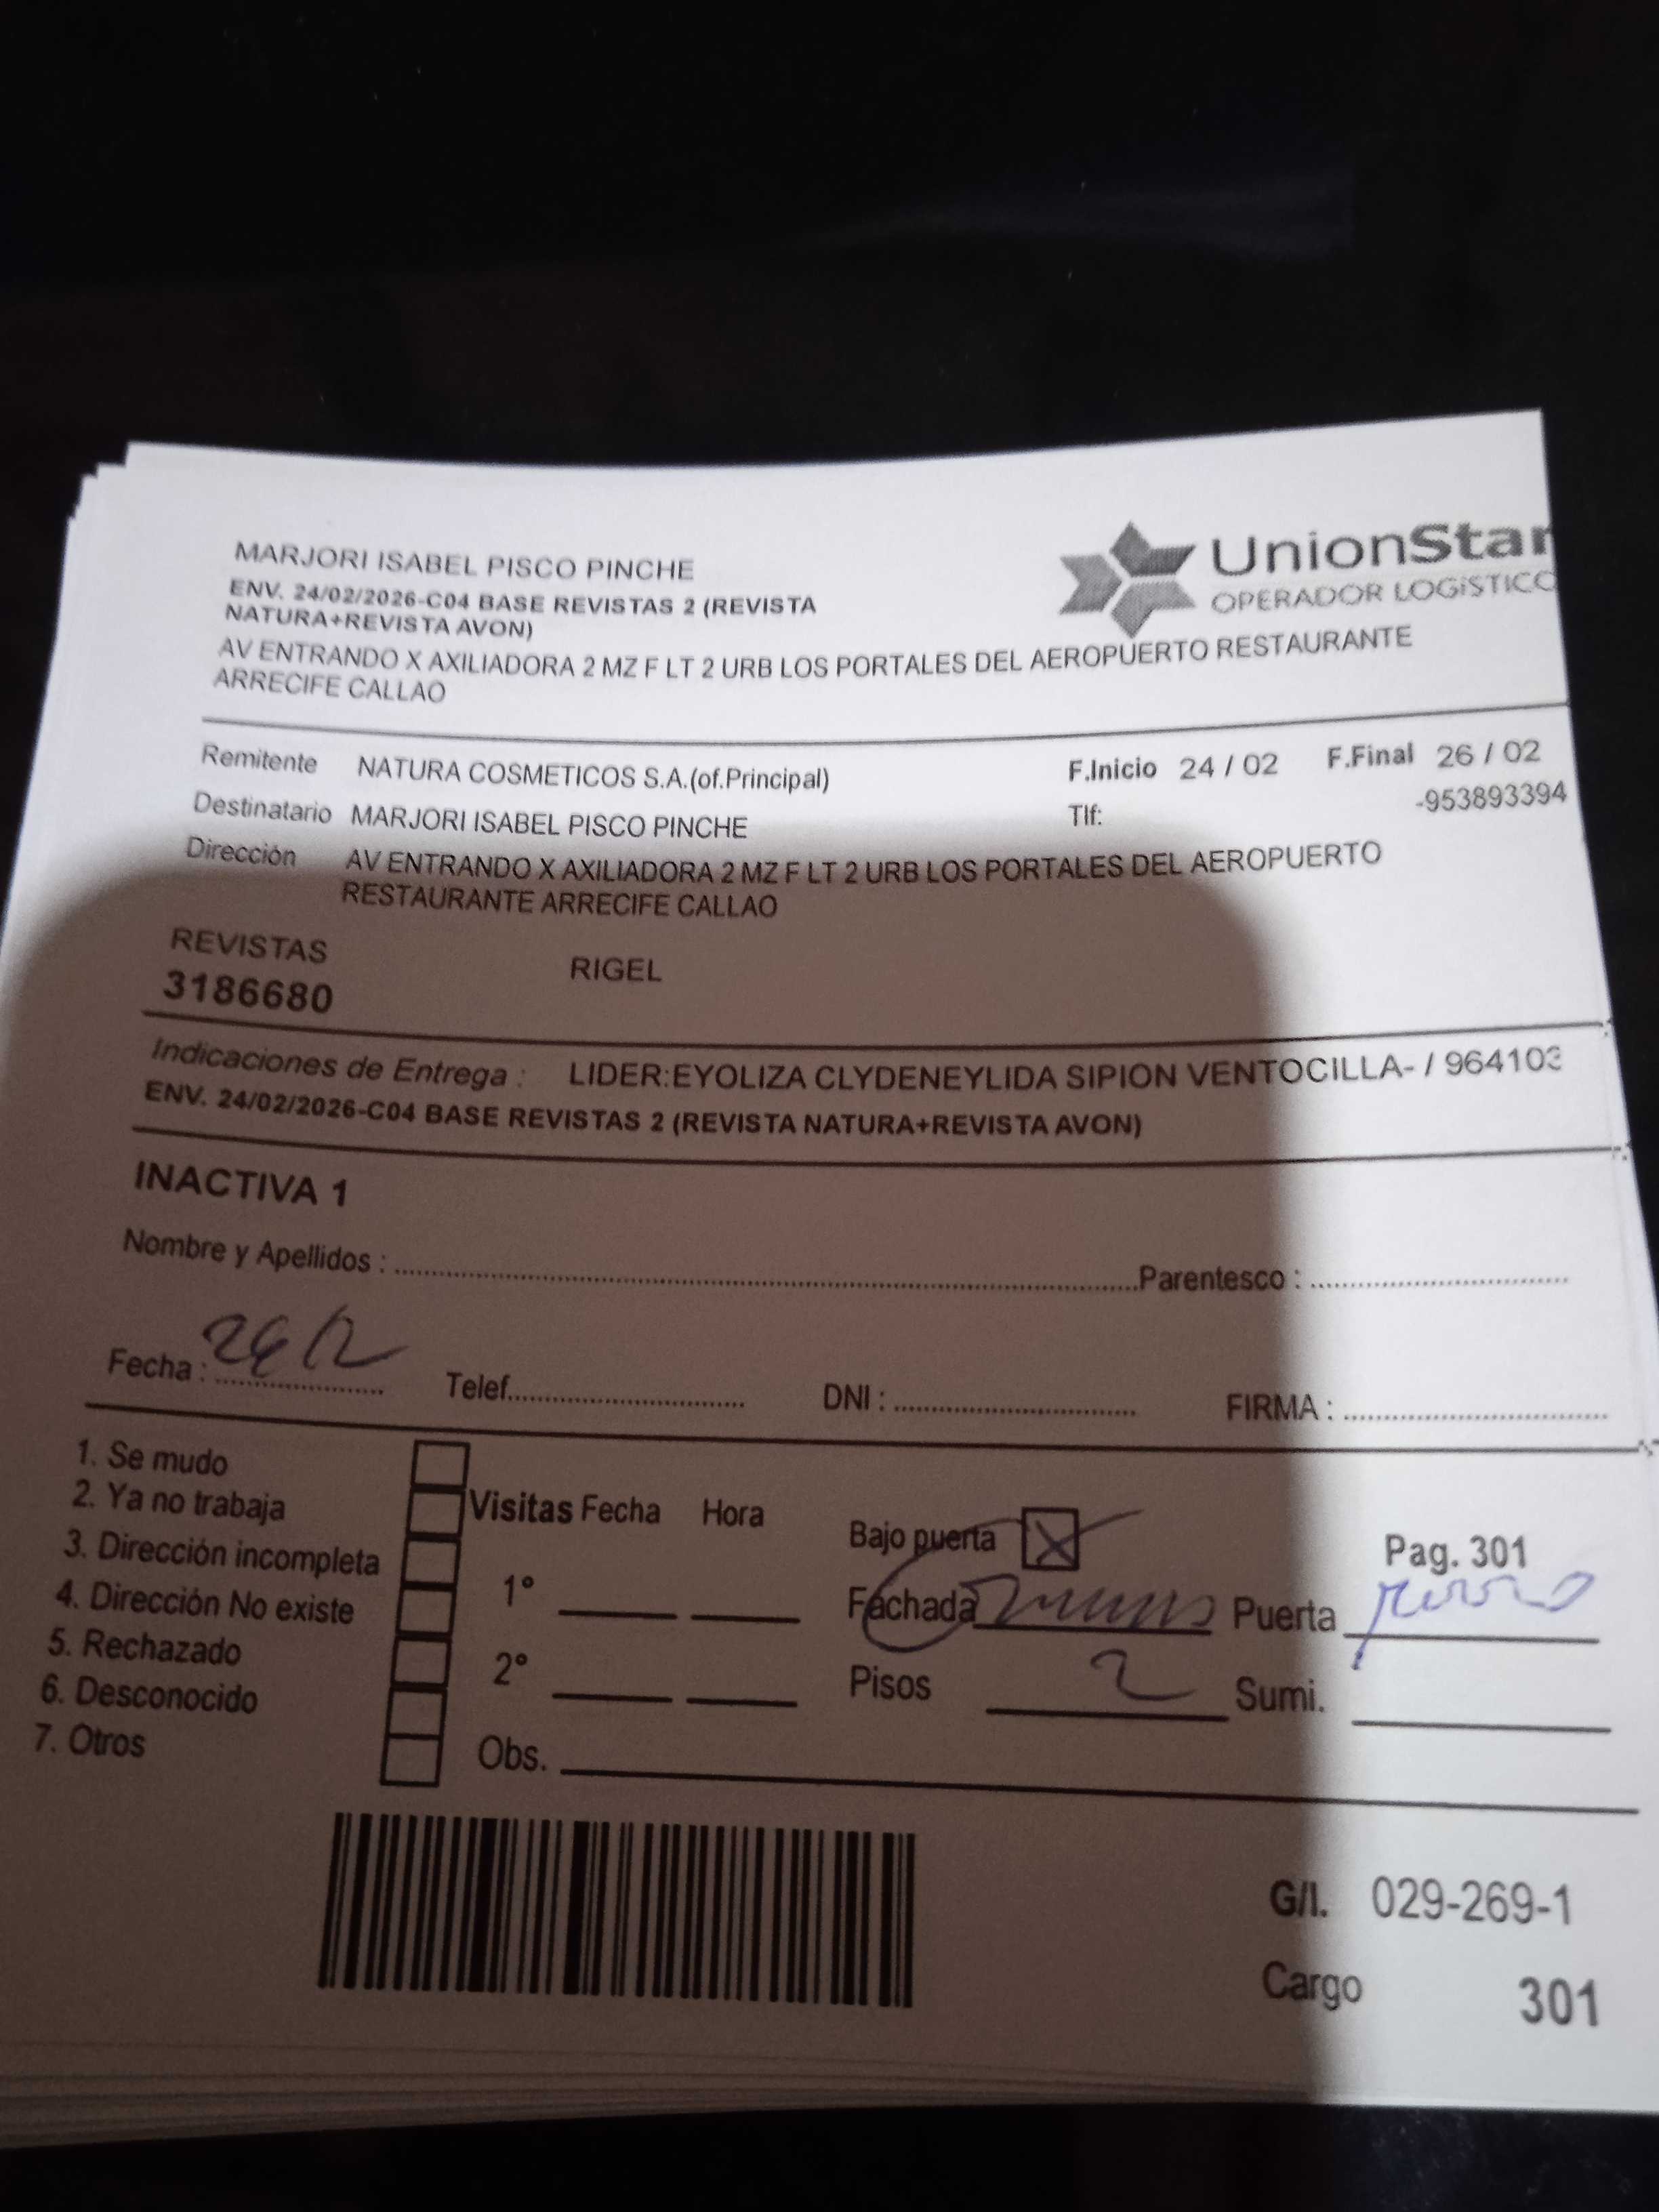 MARJORI ISABEL PISCO PINCHE
ENV. 24/02/2026-C04 BASE REVISTAS 2 (REVISTA
NATURA+REVISTA AVON)
UnionStar
OPERADOR LOGíSTICO
AV ENTRANDO X AXILIADORA 2 MZ F LT 2 URB LOS PORTALES DEL AEROPUERTO RESTAURANTE
ARRECIFE CALLAO
Remitente NATURA COSMETICOS S.A.(of.Principal) F.Inicio 24 / 02 F.Final 26 / 02
Destinatario MARJORI ISABEL PISCO PINCHE Tlf: -953893394
Dirección AV ENTRANDO X AXILIADORA 2 MZ F LT 2 URB LOS PORTALES DEL AEROPUERTO
RESTAURANTE ARRECIFE CALLAO
REVISTAS RIGEL
3186680
Indicaciones de Entrega : LIDER:EYOLIZA CLYDENEYLIDA SIPION VENTOCILLA- / 964103
ENV. 24/02/2026-C04 BASE REVISTAS 2 (REVISTA NATURA+REVISTA AVON)
INACTIVA 1
Nombre y Apellidos : Parentesco :
Fecha : Telef. DNI : FIRMA :
1. Se mudo
2. Ya no trabaja
3. Dirección incompleta
4. Dirección No existe
5. Rechazado
6. Desconocido
7. Otros
Visitas Fecha Hora
1°
2°
Obs.
Bajo puerta X
Fachada Puerta
Pisos 2 Sumi.
Pag. 301
G/I. 029-269-1
Cargo 301